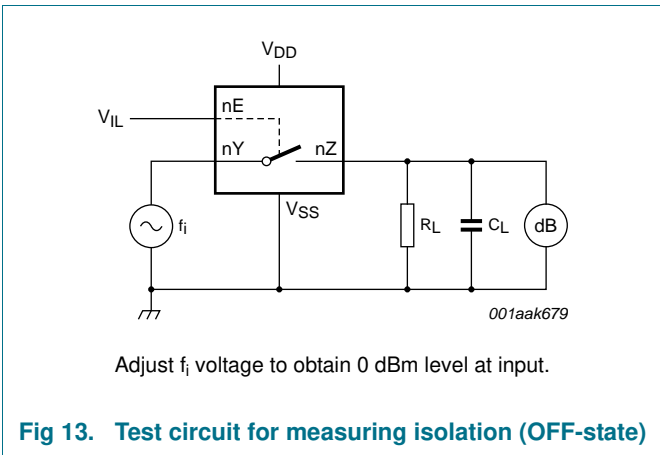 VDD
nE
VIL
nY
nZ
VSS
fi
RL
CL
dB
001aak679
Adjust fi voltage to obtain 0 dBm level at input.
Fig 13. Test circuit for measuring isolation (OFF-state)